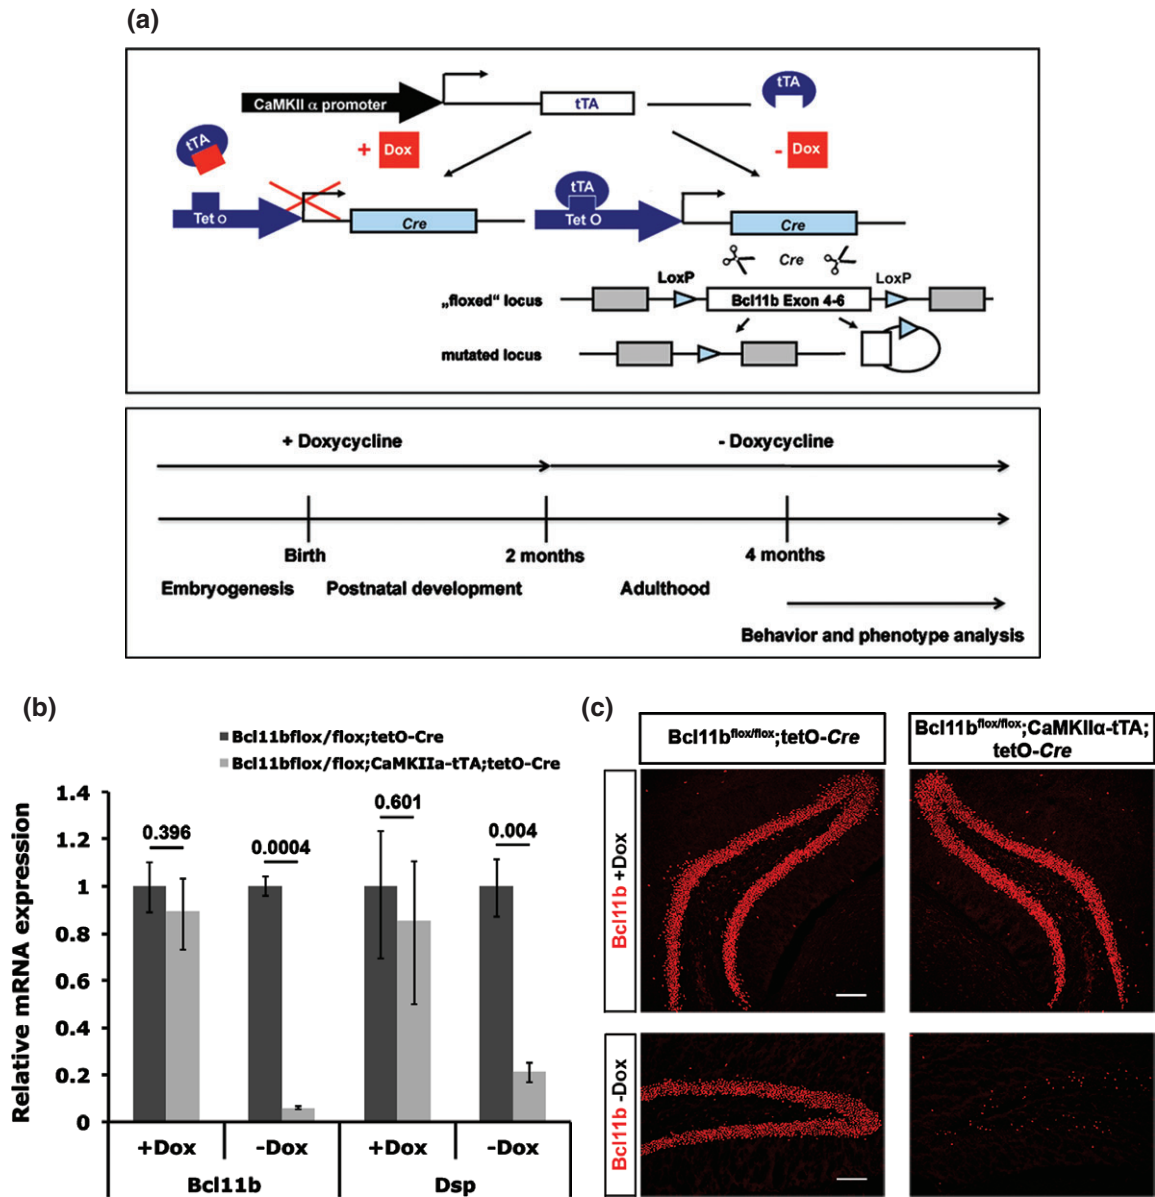 (a)
CaMKII α promoter
tTA
tTA
tTA
+ Dox
- Dox
tTA
Tet O
Cre
Tet O
Cre
Cre
LoxP
LoxP
„floxed“ locus
Bcl11b Exon 4-6
mutated locus
+ Doxycycline
- Doxycycline
Birth
2 months
4 months
Embryogenesis
Postnatal development
Adulthood
Behavior and phenotype analysis
(b)
Bcl11bflox/flox;tetO-Cre
Bcl11bflox/flox;CaMKIIa-tTA;tetO-Cre
Relative mRNA expression
1.4
1.2
1
0.8
0.6
0.4
0.2
0
0.396
0.0004
0.601
0.004
+Dox
-Dox
+Dox
-Dox
Bcl11b
Dsp
(c)
Bcl11bflox/flox;tetO-Cre
Bcl11bflox/flox;CaMKIIα-tTA;
tetO-Cre
Bcl11b +Dox
Bcl11b -Dox